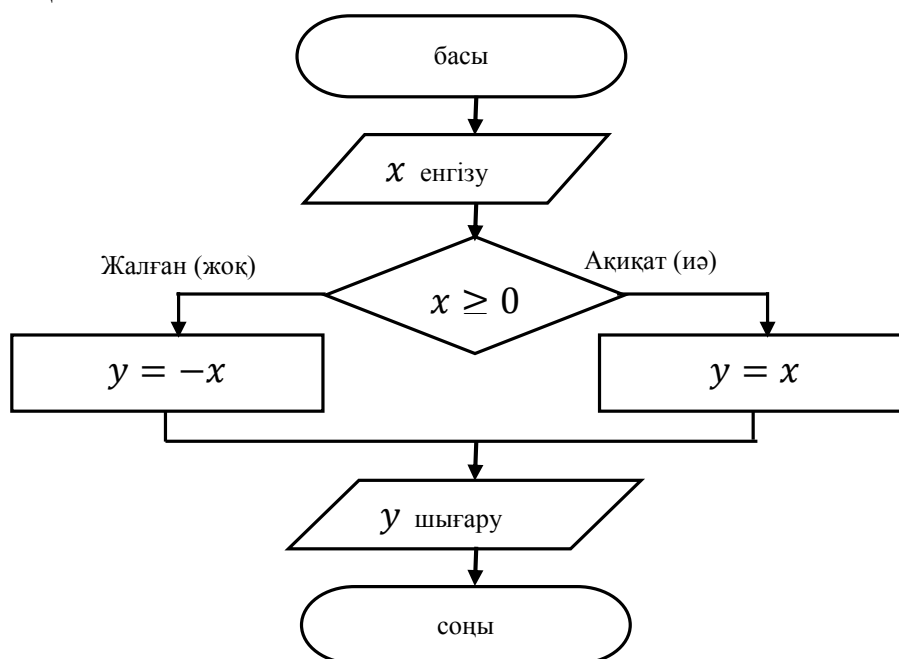 басы
x енгізу
Жалған (жоқ)
Ақиқат (иә)
x ≥ 0
y = −x
y = x
y шығару
соңы